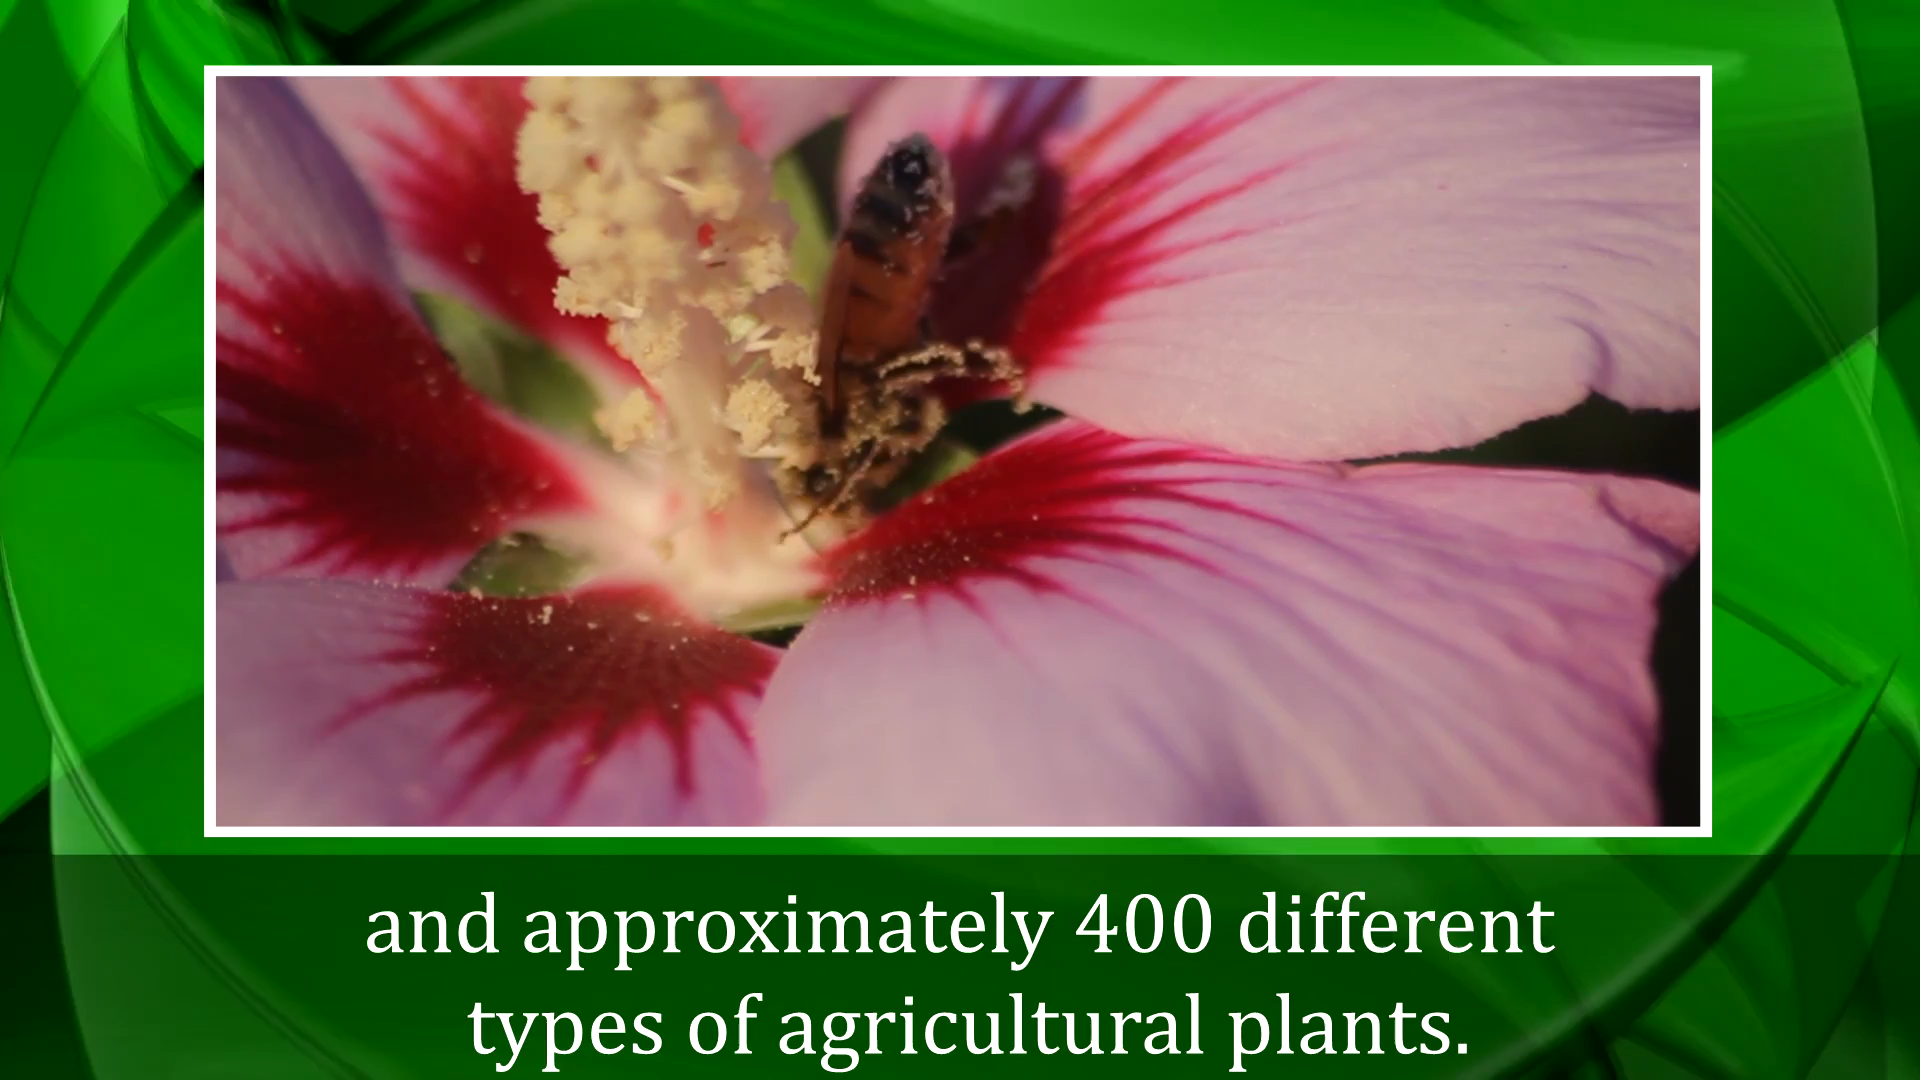 and approximately 400 different
types of agricultural plants.